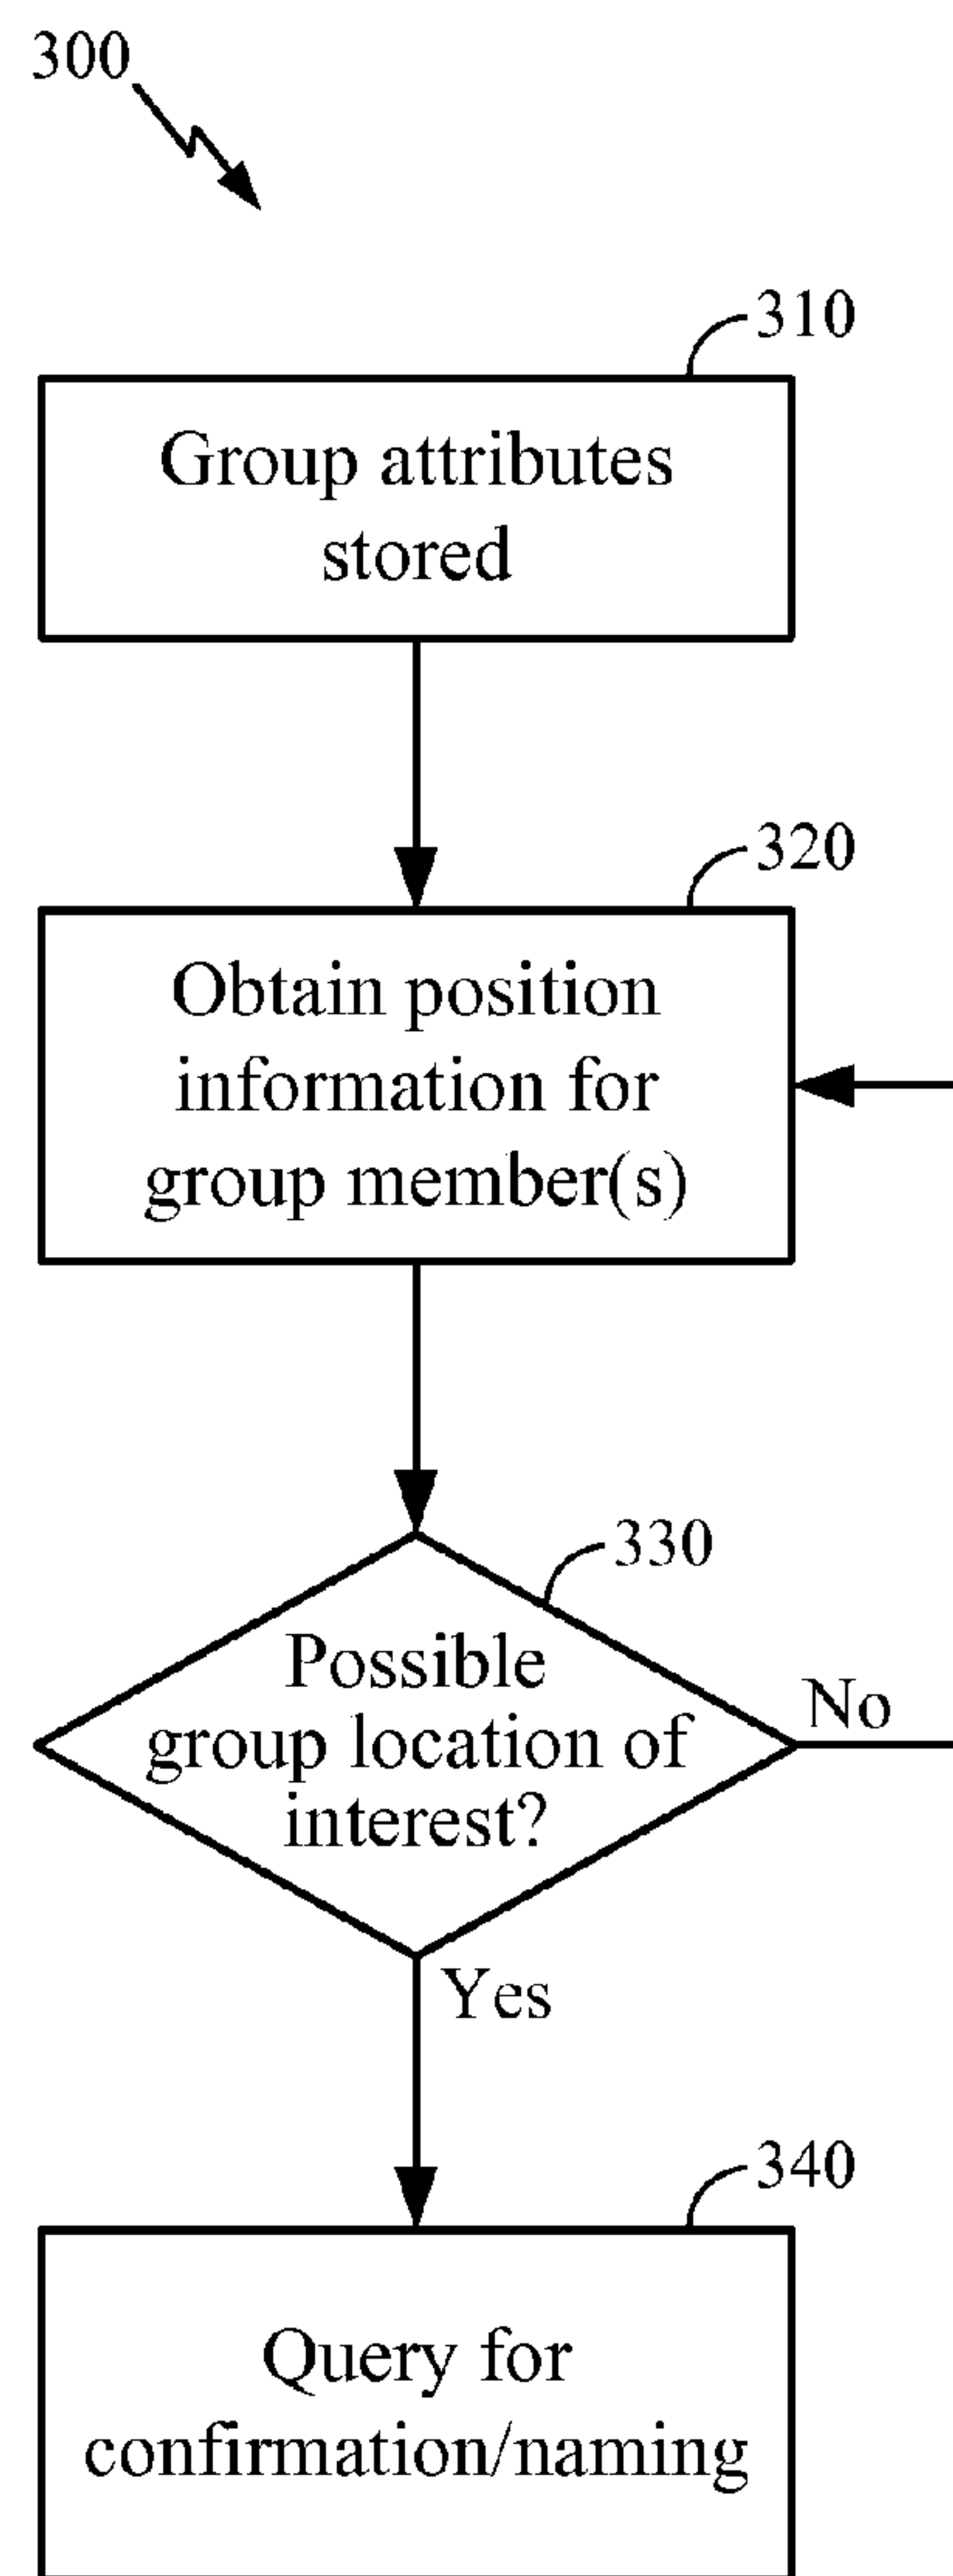 300
310
Group attributes
stored
320
Obtain position
information for
group member(s)
330
Possible
group location of
interest?
No
Yes
340
Query for
confirmation/naming